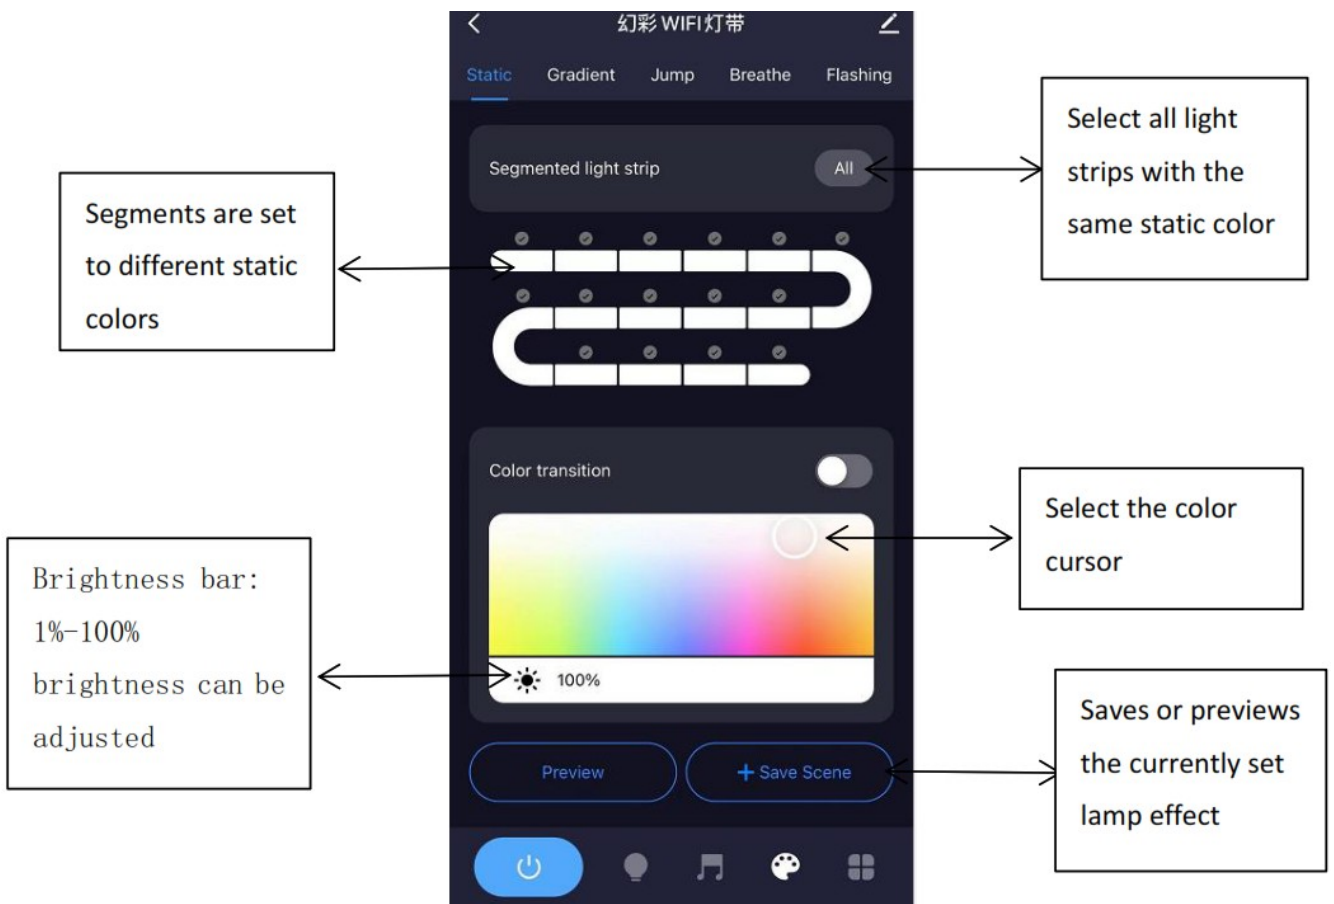 幻彩WIFI灯带
Static Gradient Jump Breathe Flashing
Segmented light strip All
Select all light
strips with the
same static color
Segments are set
to different static
colors
Color transition
Select the color
cursor
Brightness bar:
1%-100%
brightness can be
adjusted
100%
Preview +Save Scene
Saves or previews
the currently set
lamp effect